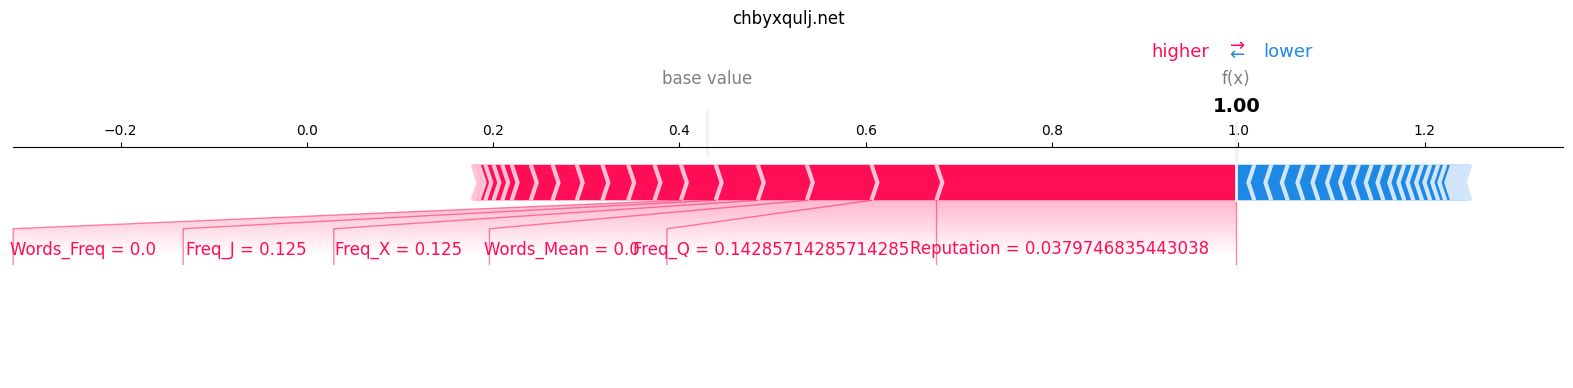 chbyxqulj.net
higher ⇄ lower
base value f(x)
1.00
−0.2 0.0 0.2 0.4 0.6 0.8 1.0 1.2
Words_Freq = 0.0 Freq_J = 0.125 Freq_X = 0.125 Words_Mean = 0.0 Freq_Q = 0.14285714285714285 Reputation = 0.0379746835443038